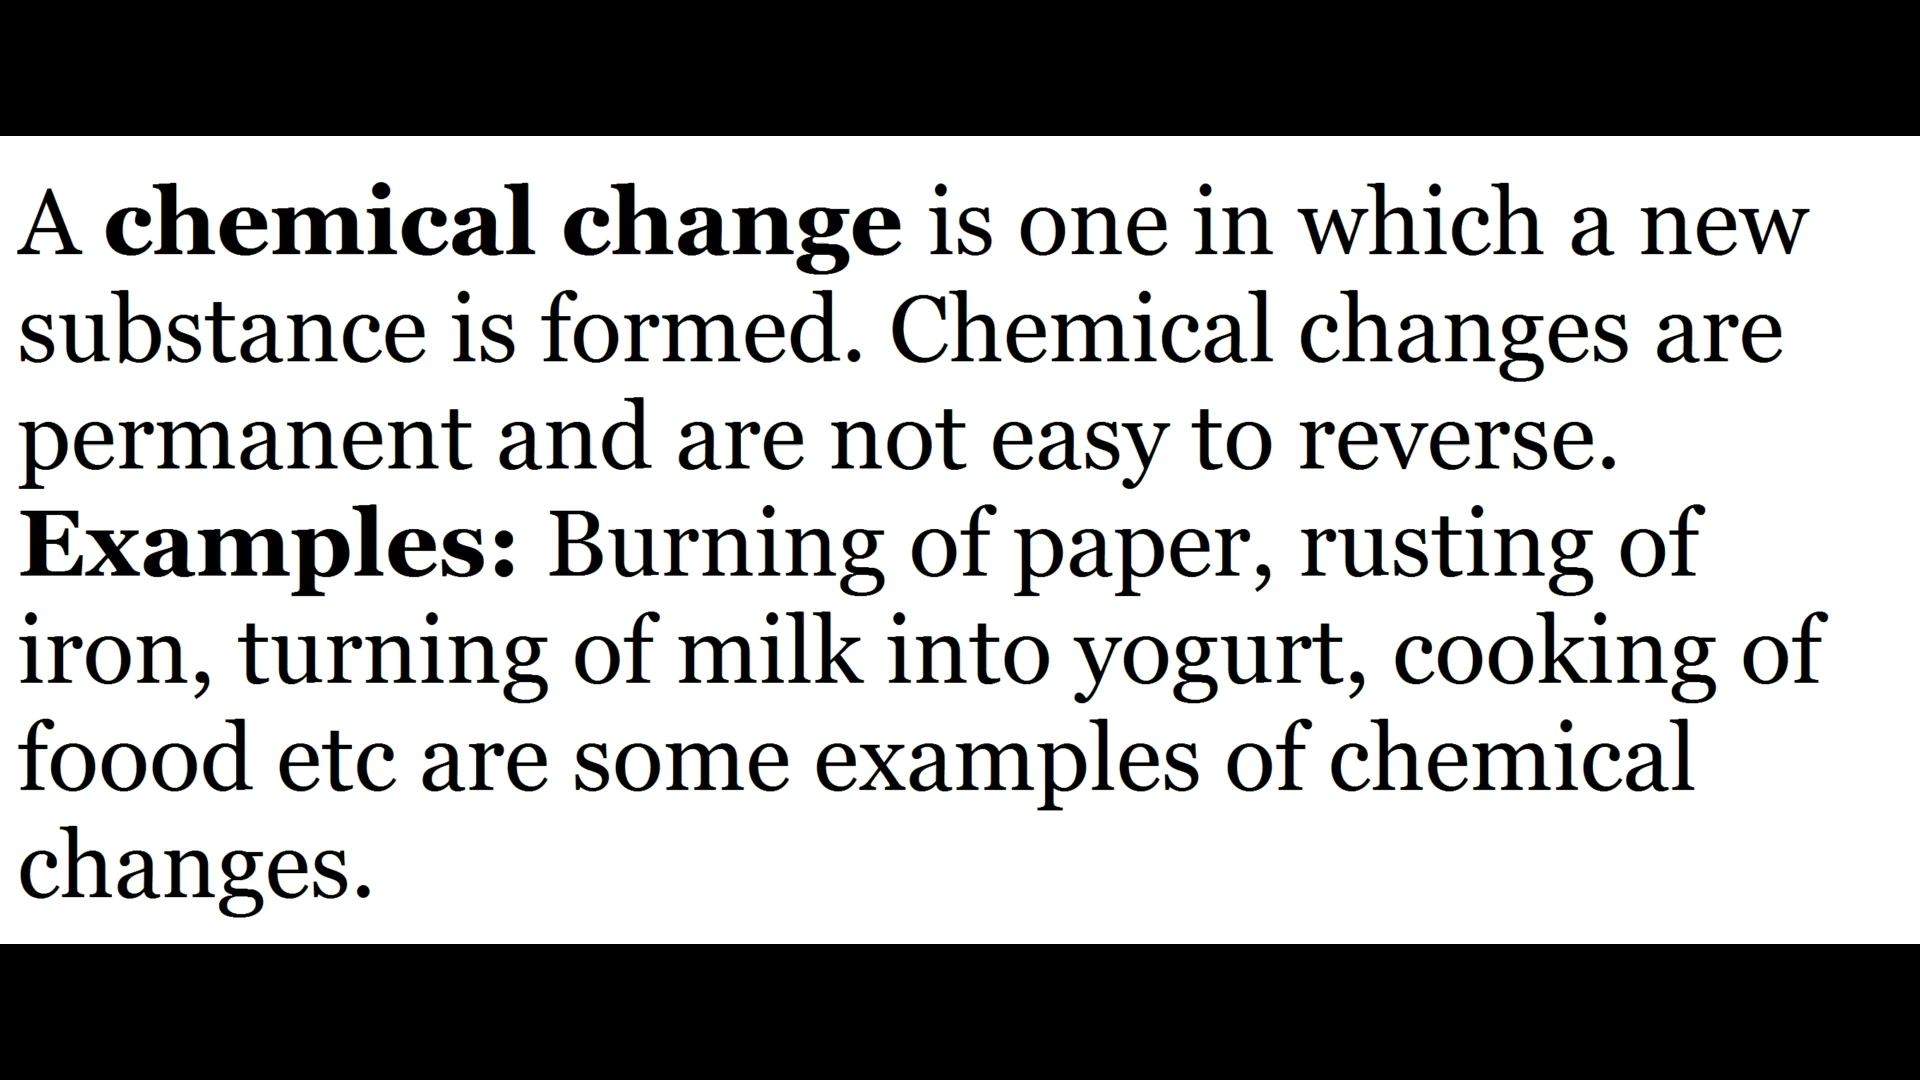 A chemical change is one in which a new
substance is formed. Chemical changes are
permanent and are not easy to reverse.
Examples: Burning of paper, rusting of
iron, turning of milk into yogurt, cooking of
foood etc are some examples of chemical
changes.